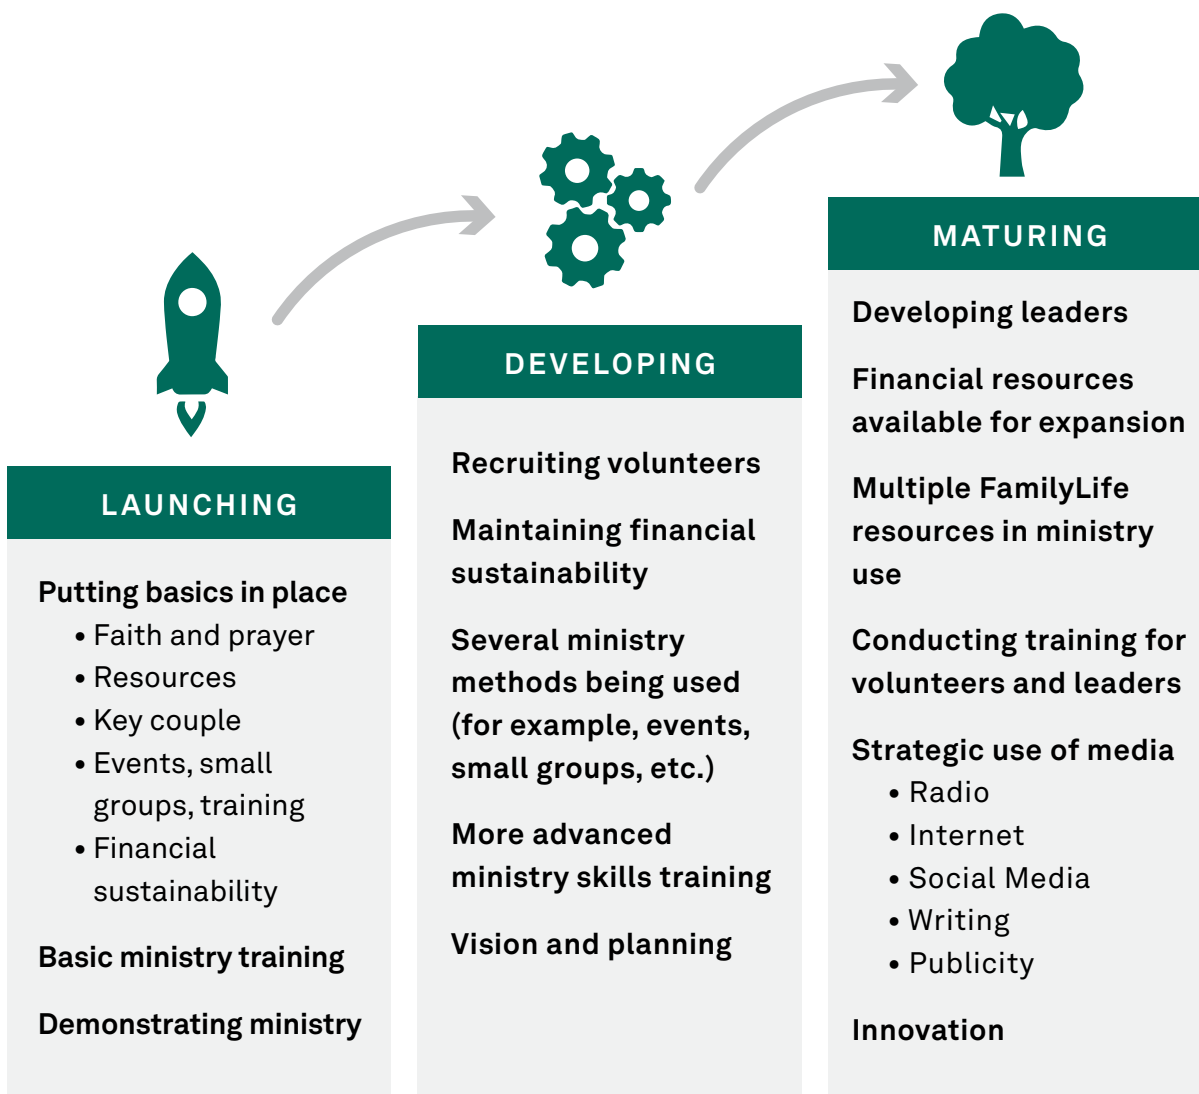 LAUNCHING
Putting basics in place
• Faith and prayer
• Resources
• Key couple
• Events, small
groups, training
• Financial
sustainability
Basic ministry training
Demonstrating ministry
DEVELOPING
Recruiting volunteers
Maintaining financial
sustainability
Several ministry
methods being used
(for example, events,
small groups, etc.)
More advanced
ministry skills training
Vision and planning
MATURING
Developing leaders
Financial resources
available for expansion
Multiple FamilyLife
resources in ministry
use
Conducting training for
volunteers and leaders
Strategic use of media
• Radio
• Internet
• Social Media
• Writing
• Publicity
Innovation